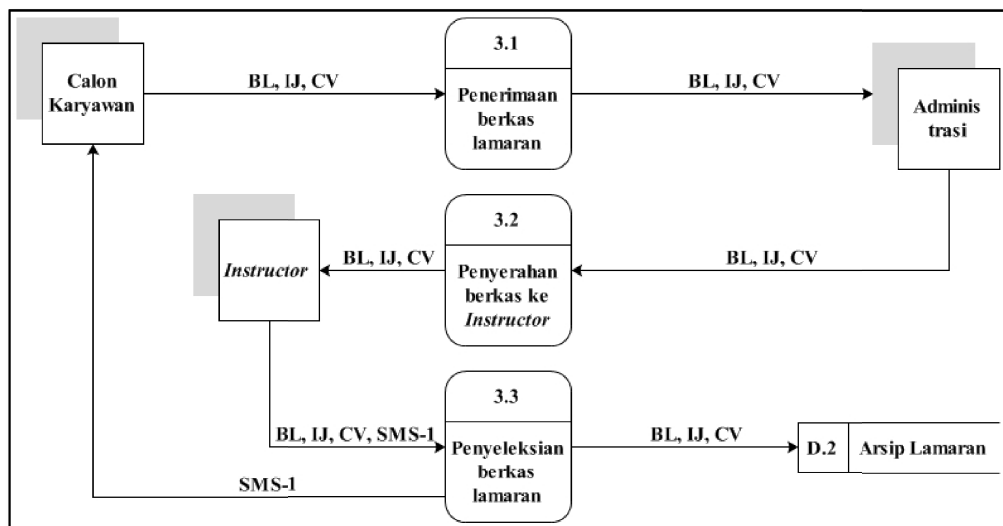 3.1
Calon
Karyawan
BL, IJ, CV
Penerimaan
berkas
lamaran
BL, IJ, CV
Adminis
trasi
3.2
Instructor
BL, IJ, CV
Penyerahan
berkas ke
Instructor
BL, IJ, CV
3.3
BL, IJ, CV, SMS-1
Penyeleksian
berkas
lamaran
BL, IJ, CV
D.2
Arsip Lamaran
SMS-1